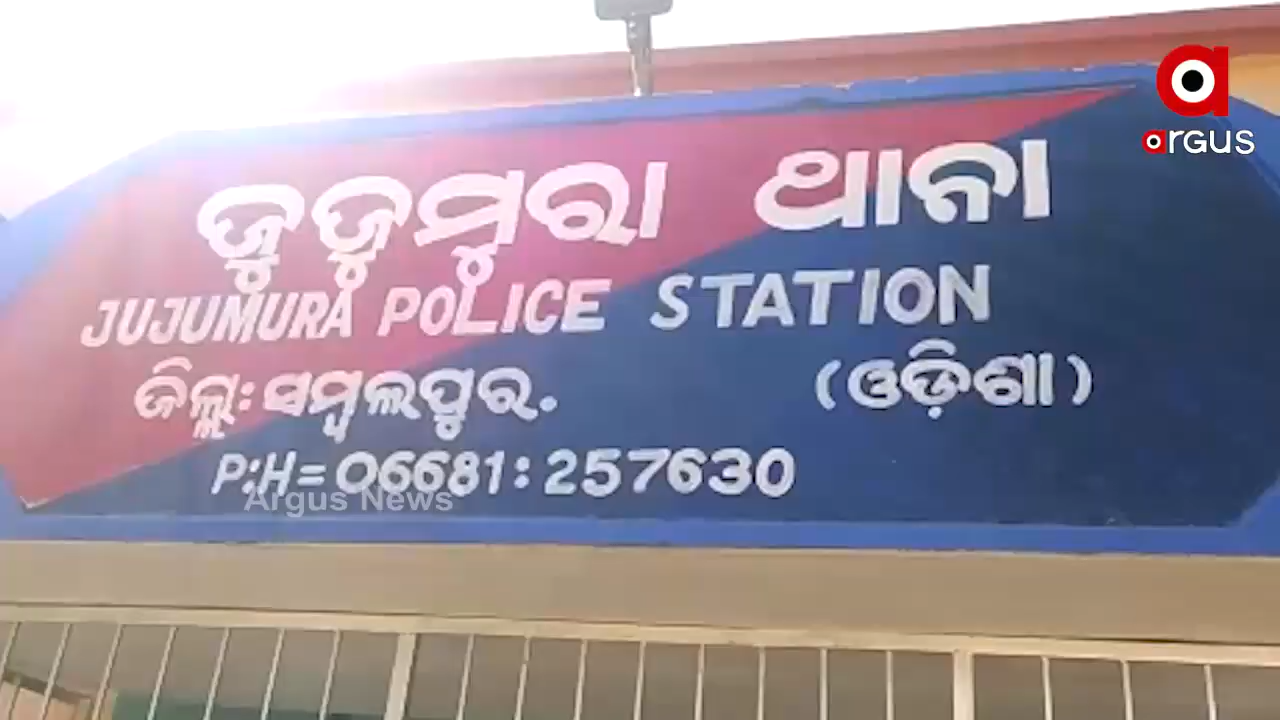 argus
ଜୁଜୁମୁରା ଥାନା
JUJUMURA POLICE STATION
ଜିଲ୍ଲା: ସମ୍ବଲପୁର. (ଓଡ଼ିଶା)
P:H=06681:257630
Argus News